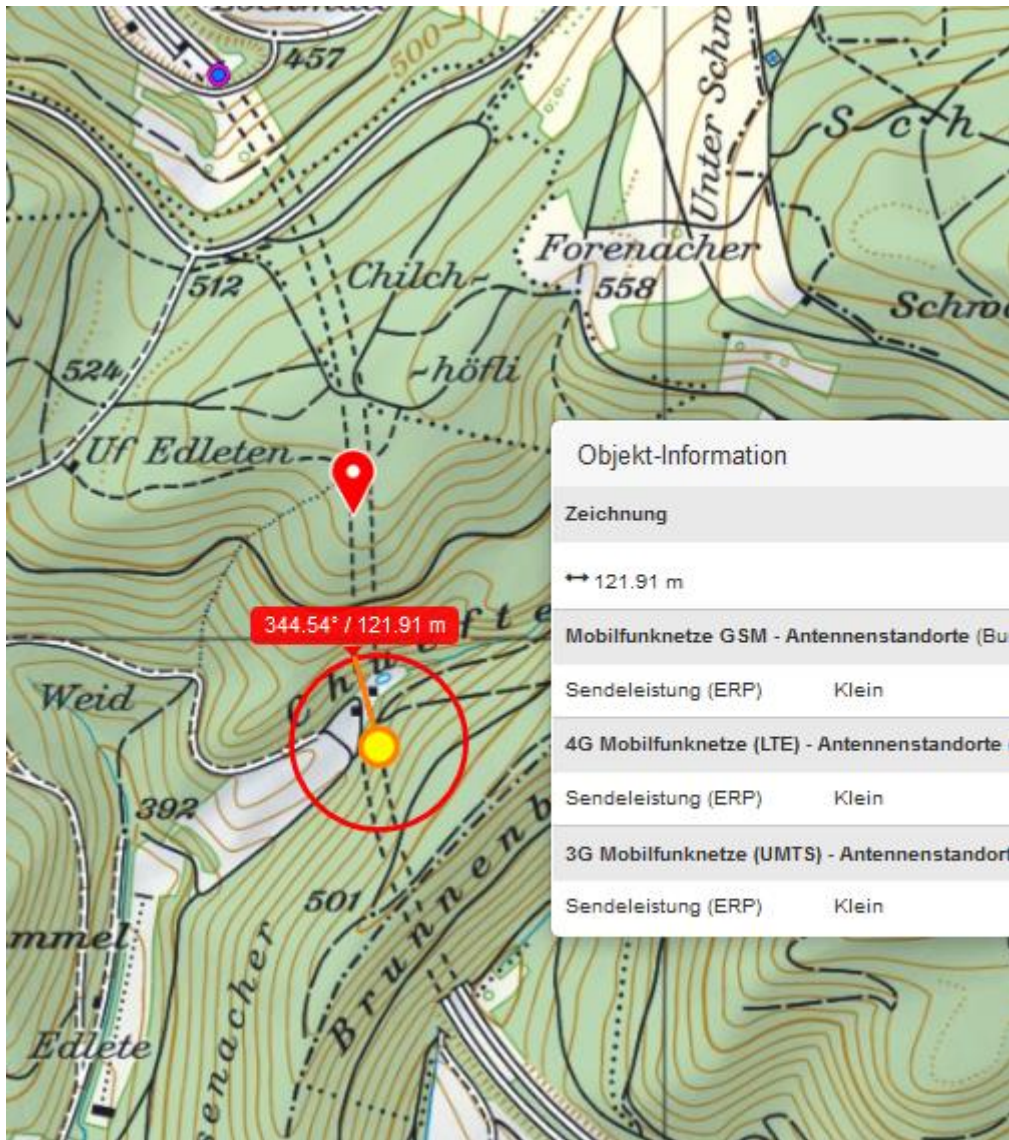 457
500
Unter Schro
S c h
Forenacher
512
Chilch-
558
Schro
-höfli
524
Uf Edleten
Objekt-Information
Zeichnung
↔ 121.91 m
344.54° / 121.91 m
Mobilfunknetze GSM - Antennenstandorte (Bu
Weid
Sendeleistung (ERP) Klein
4G Mobilfunknetze (LTE) - Antennenstandorte
392
Sendeleistung (ERP) Klein
3G Mobilfunknetze (UMTS) - Antennenstandort
501
Sendeleistung (ERP) Klein
mmel
Brunnenb
Edlete
senacher